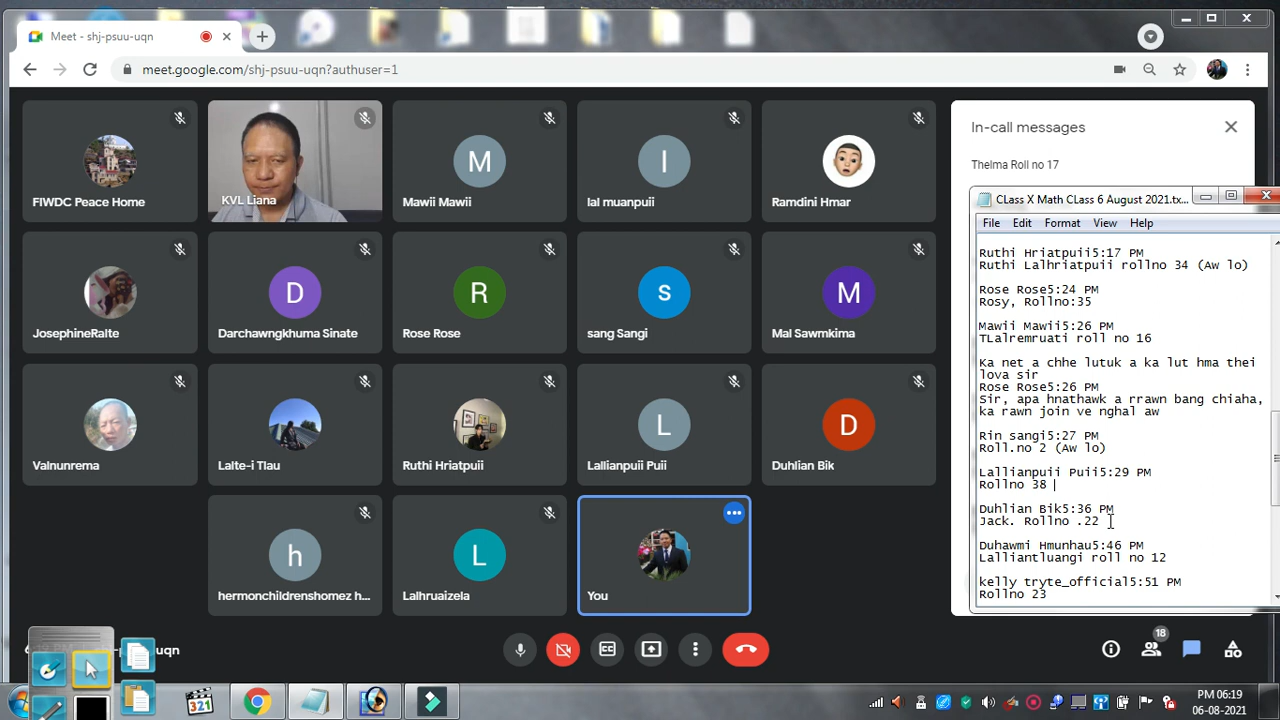 Meet - shj-psuu-uqn
meet.google.com/shj-psuu-uqn?authuser=1
FIWDC Peace Home
KVL Liana
M
Mawii Mawii
l
lal muanpuii
Ramdini Hmar
JosephineRalte
D
Darchawngkhuma Sinate
R
Rose Rose
s
sang Sangi
M
Mal Sawmkima
Valnunrema
Lalte-i Tlau
Ruthi Hriatpuii
L
Lallianpuii Puii
D
Duhlian Bik
h
hermonchildrenshomez h...
L
Lalhruaizela
You
In-call messages
Thelma Roll no 17
CLass X Math CLass 6 August 2021.tx...
File Edit Format View Help
Ruthi Hriatpuii5:17 PM
Ruthi Lalhriatpuii rollno 34 (Aw lo)
Rose Rose5:24 PM
Rosy, Rollno:35
Mawii Mawii5:26 PM
TLalremruati roll no 16
Ka net a chhe lutuk a ka lut hma thei
lova sir
Rose Rose5:26 PM
Sir, apa hnathawk a rrawn bang chiaha,
ka rawn join ve nghal aw
Rin sangi5:27 PM
Roll.no 2 (Aw lo)
Lallianpuii Puii5:29 PM
Rollno 38
Duhlian Bik5:36 PM
Jack. Rollno .22
Duhawmi Hmunhau5:46 PM
Lalliantluangi roll no 12
kelly tryte_official5:51 PM
Rollno 23
18
uqn
321
PM 06:19
06-08-2021